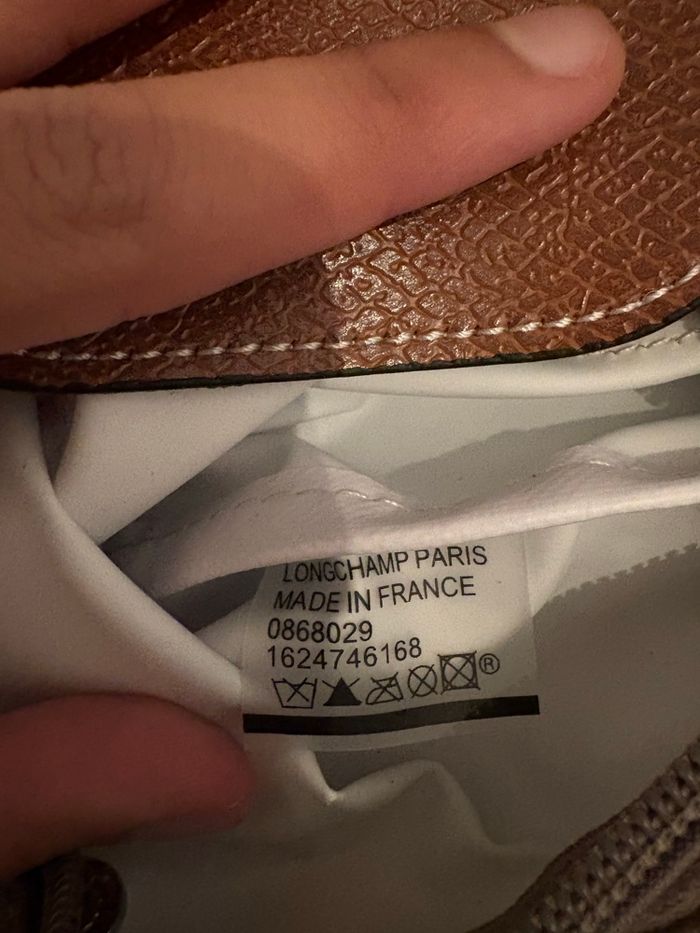 LONGCHAMP PARIS
MADE IN FRANCE
0868029
1624746168
®